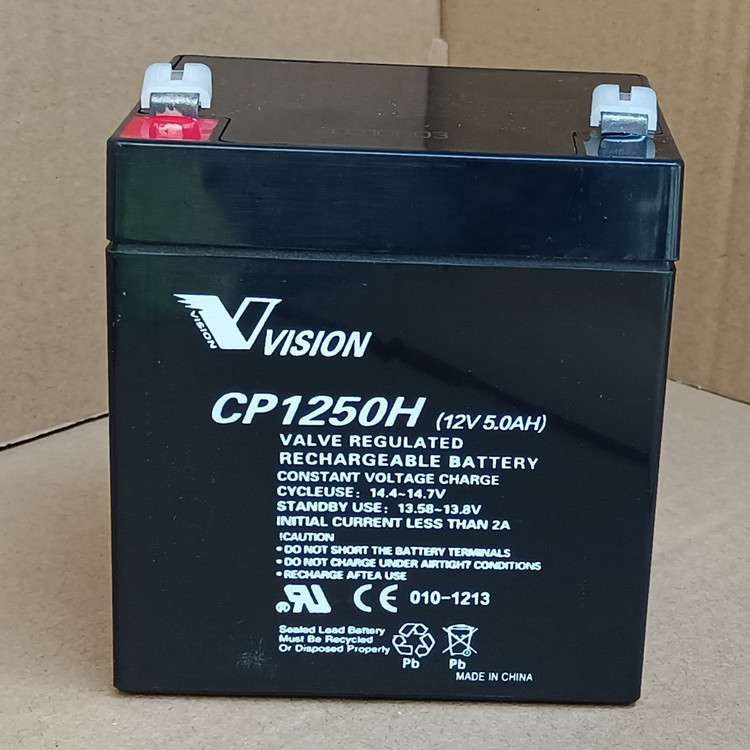 VISION
VISION
CP1250H (12V 5.0AH)
VALVE REGULATED
RECHARGEABLE BATTERY
CONSTANT VOLTAGE CHARGE
CYCLEUSE: 14.4~14.7V
STANDBY USE: 13.58~13.8V
INITIAL CURRENT LESS THAN 2A
!CAUTION
• DO NOT SHORT THE BATTERY TERMINALS
• DO NOT CHARGE UNDER AIRTIGHT CONDITIONS
• RECHARGE AFTEA USE
CE 010-1213
Sealed Lead Battery
Must Be Recycled
Or Disposed Properly
Pb Pb
MADE IN CHINA